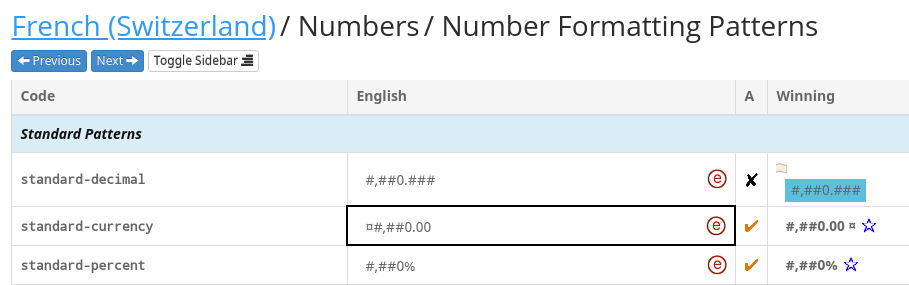 French (Switzerland) / Numbers / Number Formatting Patterns
Previous Next Toggle Sidebar
Code English A Winning
Standard Patterns
standard-decimal #,##0.### ⓔ ✘ #,##0.###
standard-currency ¤#,##0.00 ⓔ ✔ #,##0.00 ¤ ☆
standard-percent #,##0% ⓔ ✔ #,##0% ☆